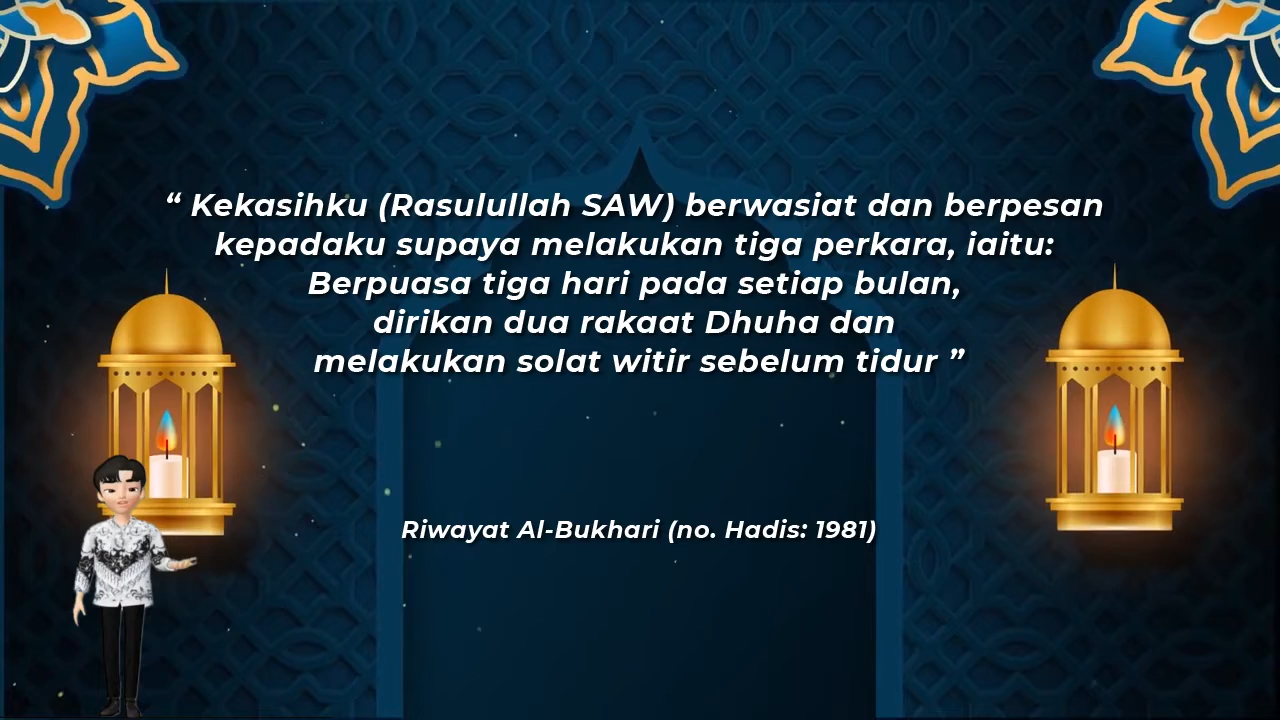 “ Kekasihku (Rasulullah SAW) berwasiat dan berpesan
kepadaku supaya melakukan tiga perkara, iaitu:
Berpuasa tiga hari pada setiap bulan,
dirikan dua rakaat Dhuha dan
melakukan solat witir sebelum tidur ”
Riwayat Al-Bukhari (no. Hadis: 1981)